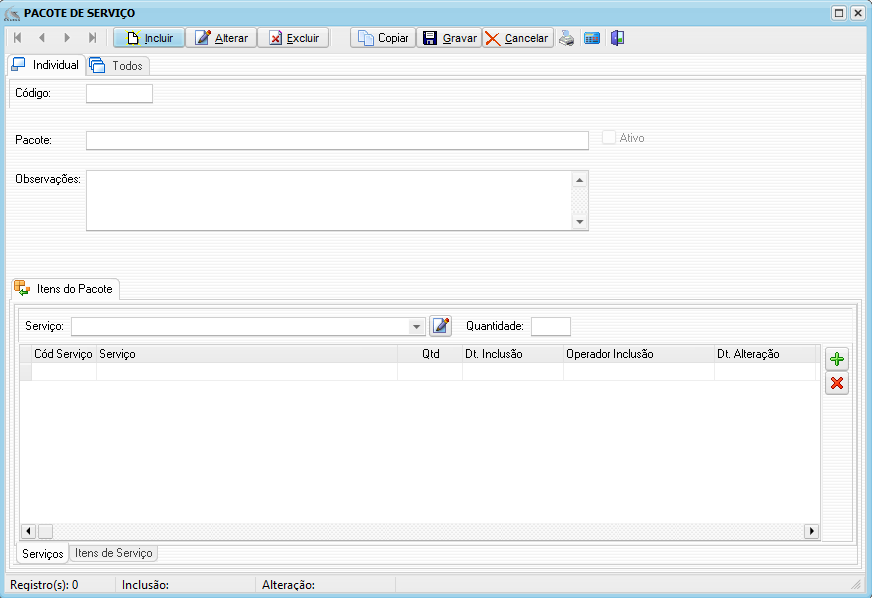 PACOTE DE SERVIÇO
Incluir Alterar Excluir Copiar Gravar Cancelar
Individual Todos
Código:
Pacote: Ativo
Observações:
Itens do Pacote
Serviço: Quantidade:
Cód Serviço Serviço Qtd Dt. Inclusão Operador Inclusão Dt. Alteração
Serviços Itens de Serviço
Registro(s): 0 Inclusão: Alteração: